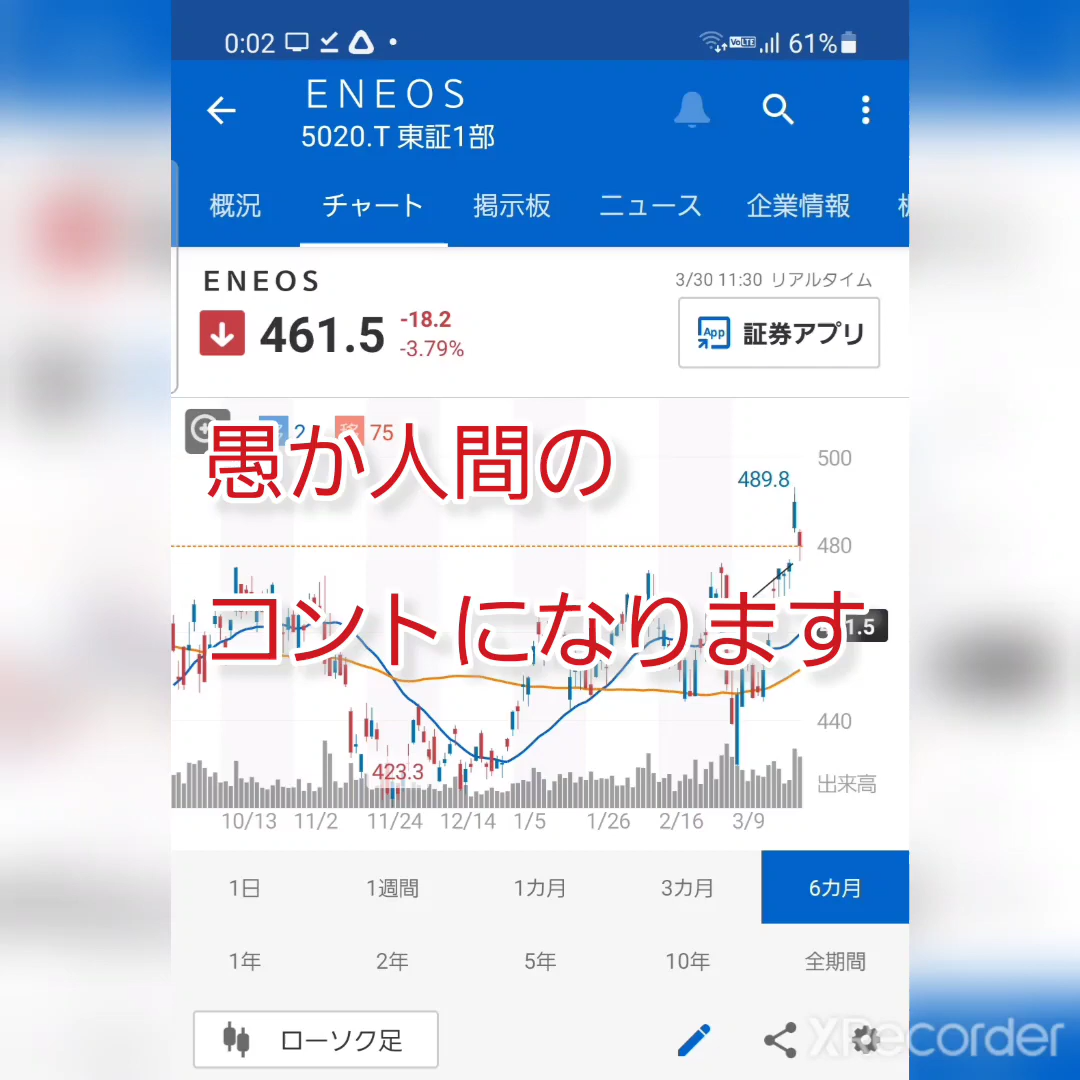 0:02
VoLTE 61%
ENEOS
5020.T 東証1部
概況 チャート 掲示板 ニュース 企業情報
ENEOS
3/30 11:30 リアルタイム
461.5 -18.2
-3.79%
App 証券アプリ
移 75
愚か人間の
500
489.8
480
コントになります
1.5
440
423.3
出来高
10/13 11/2 11/24 12/14 1/5 1/26 2/16 3/9
1日 1週間 1カ月 3カ月 6カ月
1年 2年 5年 10年 全期間
ローソク足
XRecorder